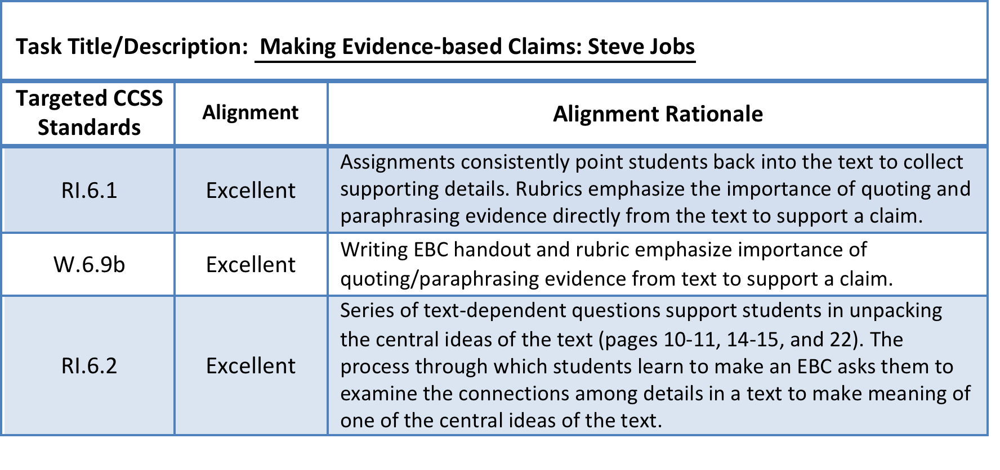 Task Title/Description: Making Evidence-based Claims: Steve Jobs
Targeted CCSS
Standards
Alignment
Alignment Rationale
RI.6.1
Excellent
Assignments consistently point students back into the text to collect
supporting details. Rubrics emphasize the importance of quoting and
paraphrasing evidence directly from the text to support a claim.
W.6.9b
Excellent
Writing EBC handout and rubric emphasize importance of
quoting/paraphrasing evidence from text to support a claim.
RI.6.2
Excellent
Series of text-dependent questions support students in unpacking
the central ideas of the text (pages 10-11, 14-15, and 22). The
process through which students learn to make an EBC asks them to
examine the connections among details in a text to make meaning of
one of the central ideas of the text.